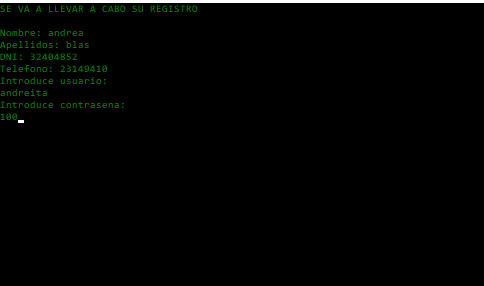 SE VA A LLEVAR A CABO SU REGISTRO
Nombre: andrea
Apellidos: blas
DNI: 32404852
Telefono: 23149410
Introduce usuario:
andreita
Introduce contrasena:
100